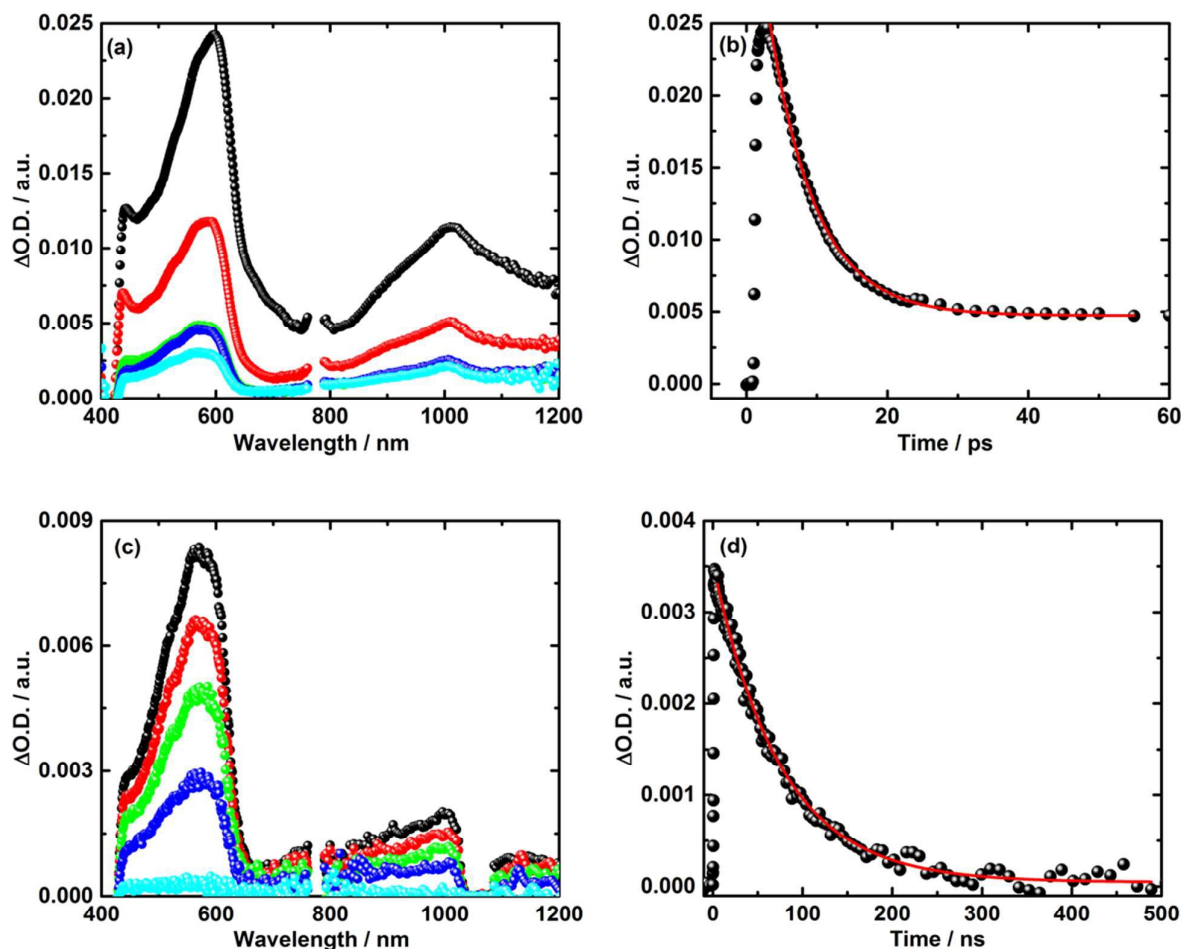 (a)
ΔO.D. / a.u.
0.025
0.020
0.015
0.010
0.005
0.000
400 600 800 1000 1200
Wavelength / nm
(b)
ΔO.D. / a.u.
0.025
0.020
0.015
0.010
0.005
0.000
0 20 40 60
Time / ps
(c)
ΔO.D. / a.u.
0.009
0.006
0.003
0.000
400 600 800 1000 1200
Wavelength / nm
(d)
ΔO.D. / a.u.
0.004
0.003
0.002
0.001
0.000
0 100 200 300 400 500
Time / ns